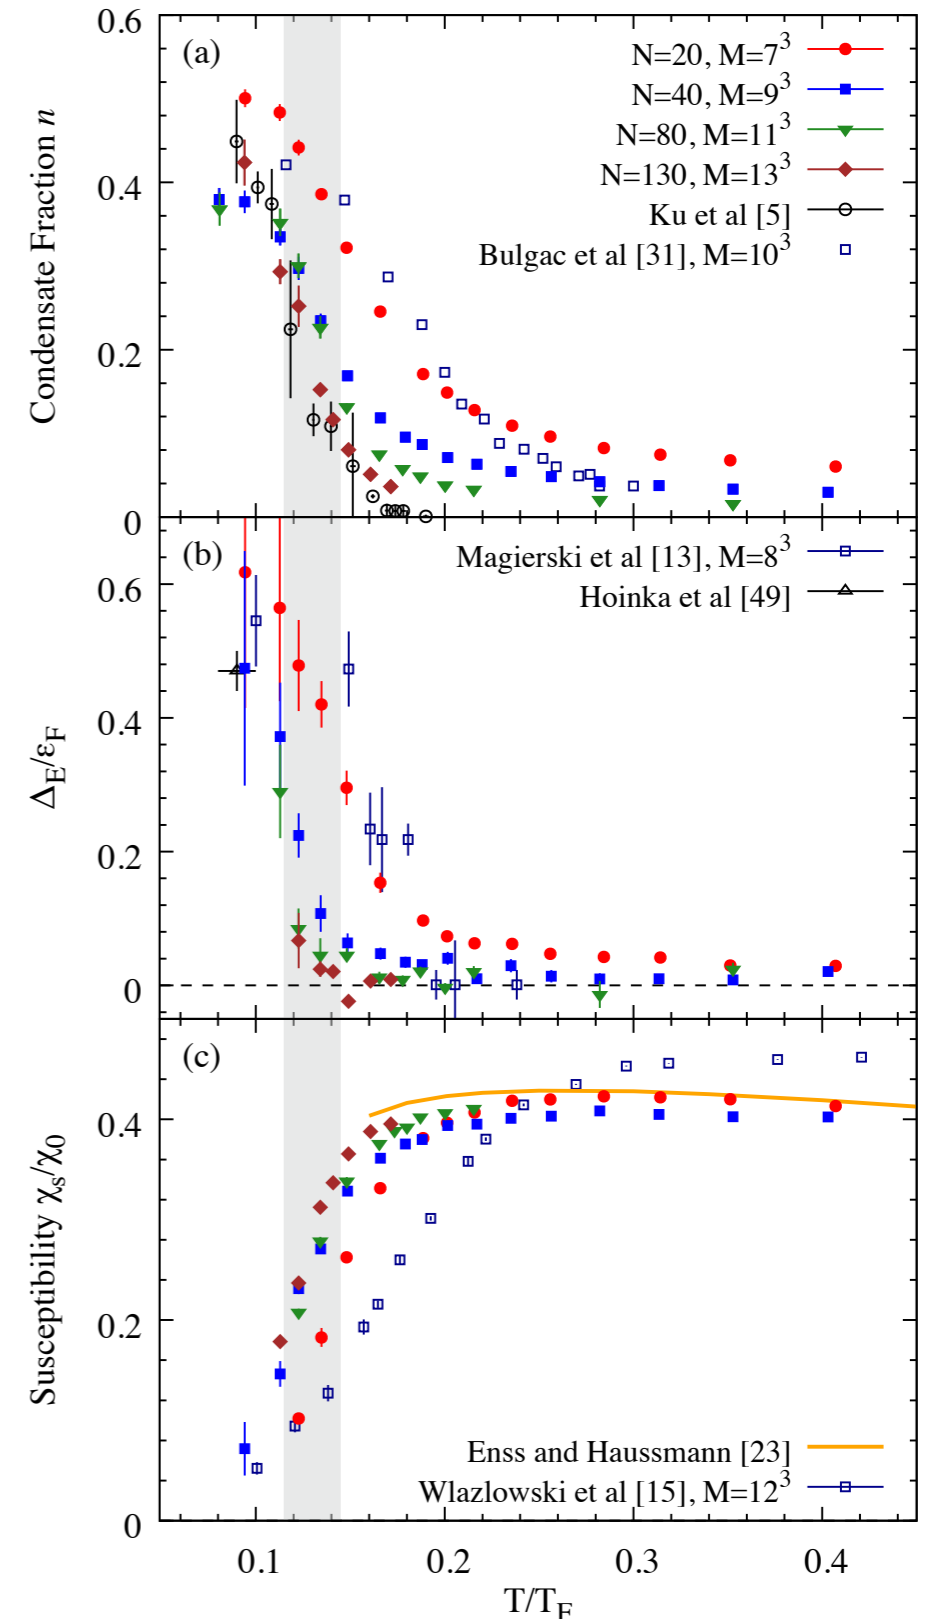 0.6
(a)
N=20, M=7³
N=40, M=9³
N=80, M=11³
N=130, M=13³
Ku et al [5]
Bulgac et al [31], M=10³
0.4
0.2
0
Condensate Fraction n
(b)
Magierski et al [13], M=8³
Hoinka et al [49]
0.6
0.4
0.2
0
Δ_E/ε_F
(c)
0.4
0.2
0
Susceptibility χ_s/χ_0
Enss and Haussmann [23]
Wlazlowski et al [15], M=12³
0.1 0.2 0.3 0.4
T/T_F